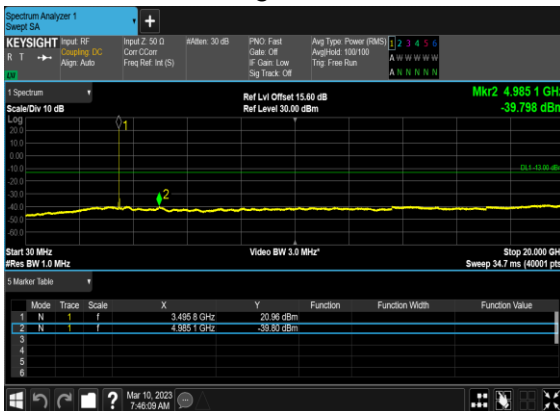 Spectrum Analyzer 1
Swept SA
KEYSIGHT Input: RF Input Z: 50 Ω #Atten: 30 dB PNO: Fast Avg Type: Power (RMS) 1 2 3 4 5 6
R T Coupling: DC Corr CCorr Gate: Off Avg|Hold: 100/100 A W W W W W
Align: Auto Freq Ref: Int (S) IF Gain: Low Trig: Free Run
Sig Track: Off A N N N N N
1 Spectrum
Scale/Div 10 dB
Ref Lvl Offset 15.60 dB
Ref Level 30.00 dBm
Mkr2 4.985 1 GHz
-39.798 dBm
Log
20.0
10.0
0.00
-10.0
-20.0
-30.0
-40.0
-50.0
-60.0
1
2
DL1 -13.00 dBm
Start 30 MHz Video BW 3.0 MHz* Stop 20.000 GH
#Res BW 1.0 MHz Sweep 34.7 ms (40001 pts
5 Marker Table
Mode Trace Scale X Y Function Function Width Function Value
1 N 1 f 3.495 8 GHz 20.96 dBm
2 N 1 f 4.985 1 GHz -39.80 dBm
3
4
5
6
? Mar 10, 2023
7:46:09 AM